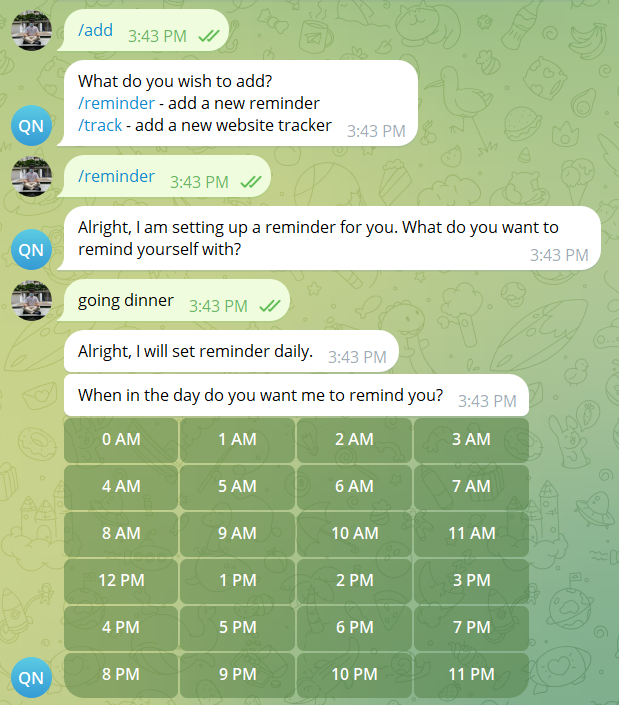 /add 3:43 PM
What do you wish to add?
/reminder - add a new reminder
/track - add a new website tracker 3:43 PM
QN
/reminder 3:43 PM
Alright, I am setting up a reminder for you. What do you want to
remind yourself with? 3:43 PM
QN
going dinner 3:43 PM
Alright, I will set reminder daily. 3:43 PM
When in the day do you want me to remind you? 3:43 PM
0 AM 1 AM 2 AM 3 AM
4 AM 5 AM 6 AM 7 AM
8 AM 9 AM 10 AM 11 AM
12 PM 1 PM 2 PM 3 PM
4 PM 5 PM 6 PM 7 PM
QN 8 PM 9 PM 10 PM 11 PM